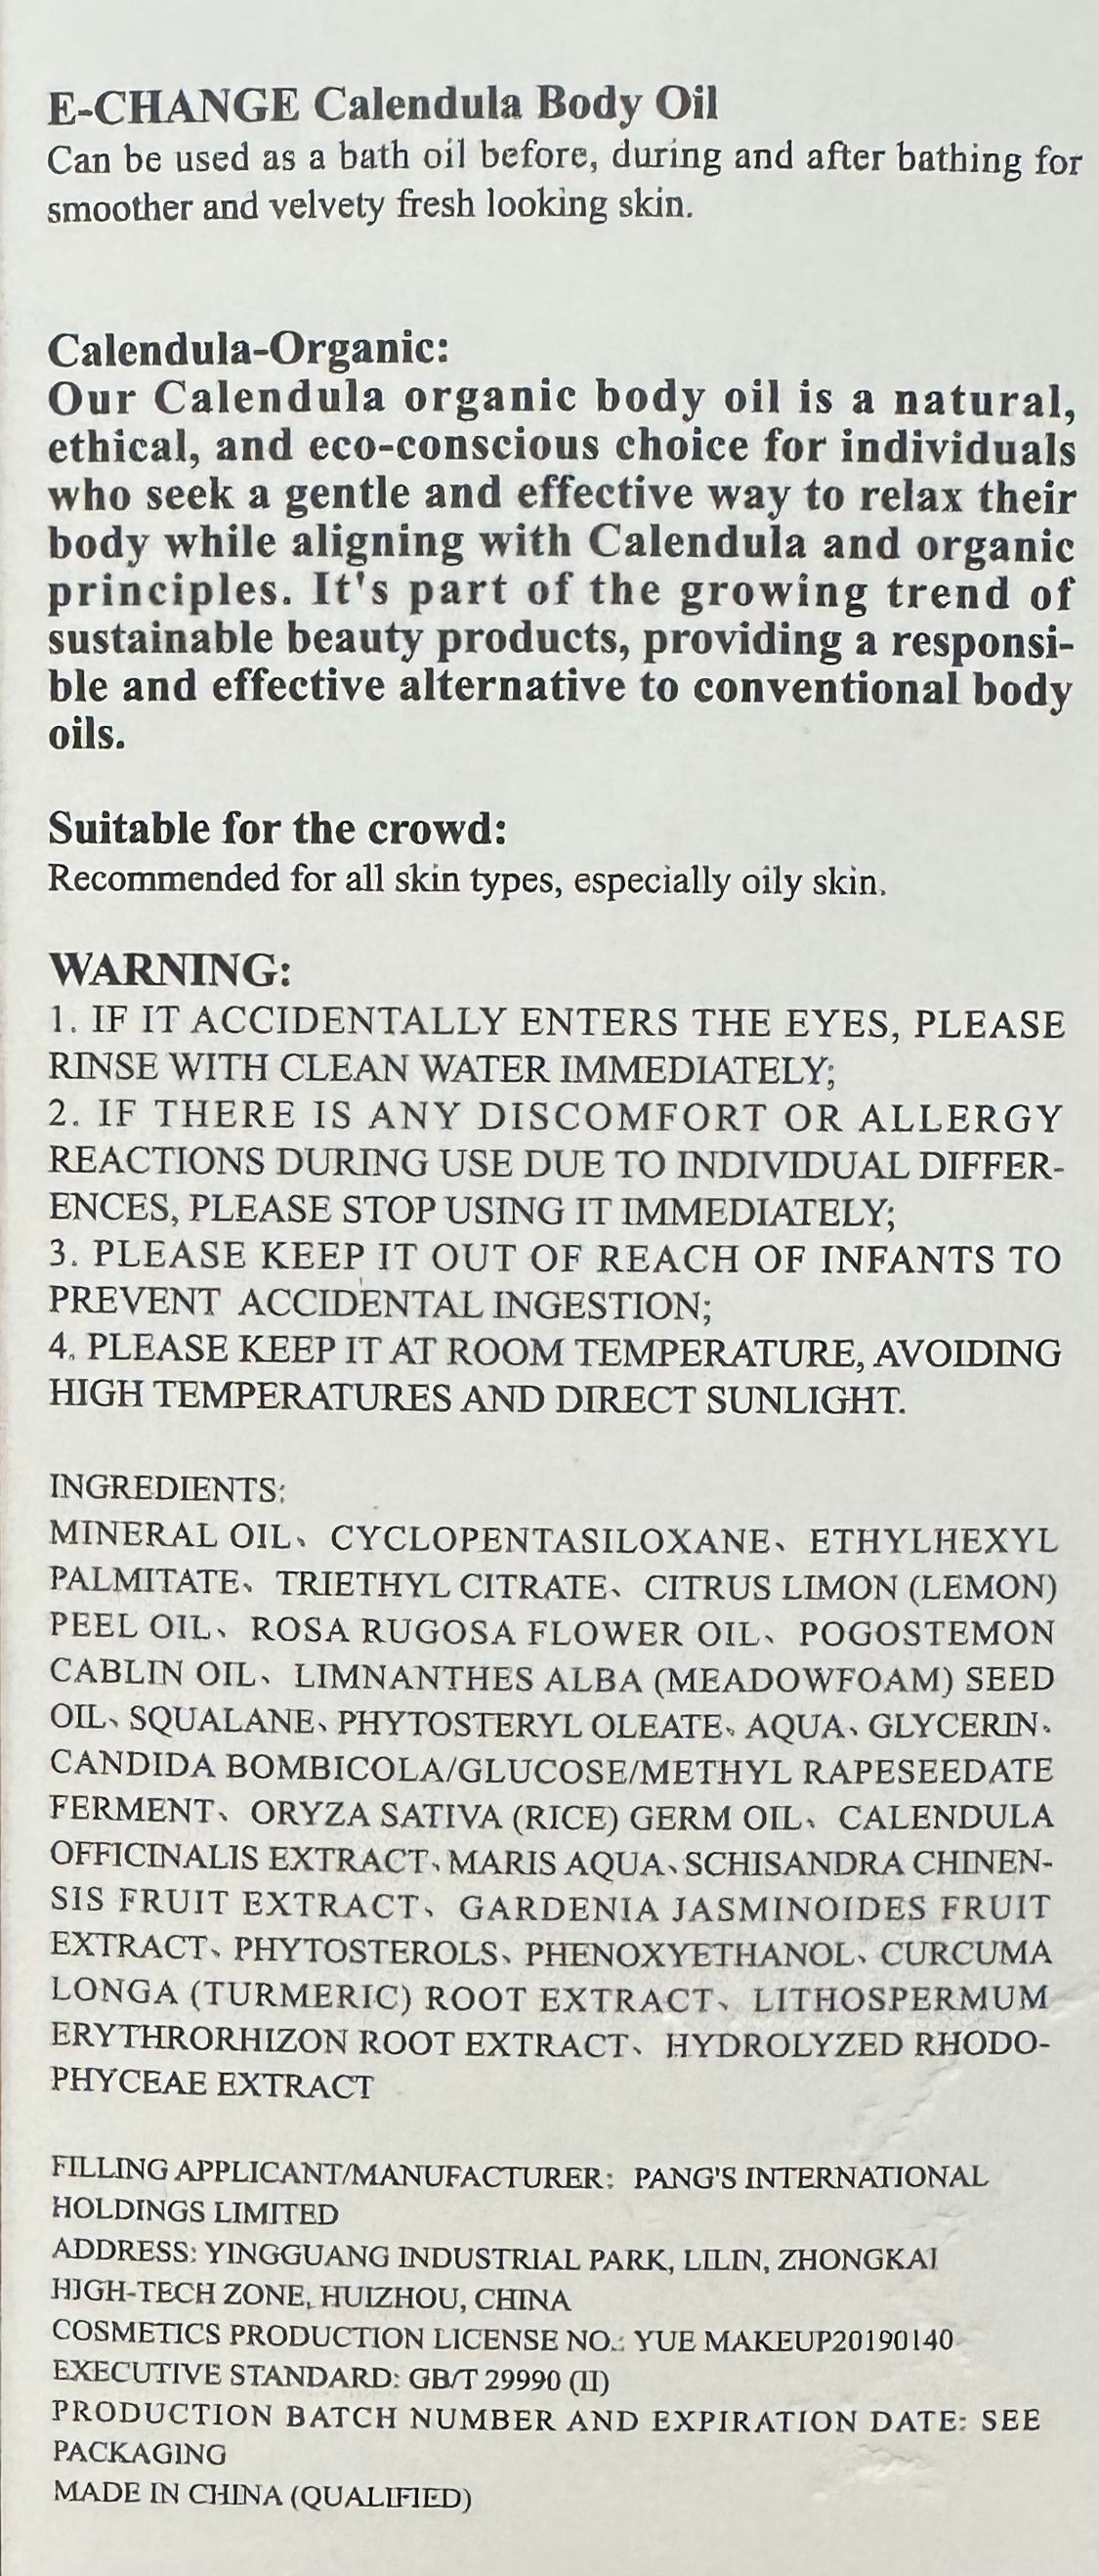 E-CHANGE Calendula Body Oil
Can be used as a bath oil before, during and after bathing for
smoother and velvety fresh looking skin.
Calendula-Organic:
Our Calendula organic body oil is a natural,
ethical, and eco-conscious choice for individuals
who seek a gentle and effective way to relax their
body while aligning with Calendula and organic
principles. It's part of the growing trend of
sustainable beauty products, providing a responsi-
ble and effective alternative to conventional body
oils.
Suitable for the crowd:
Recommended for all skin types, especially oily skin.
WARNING:
1. IF IT ACCIDENTALLY ENTERS THE EYES, PLEASE
RINSE WITH CLEAN WATER IMMEDIATELY;
2. IF THERE IS ANY DISCOMFORT OR ALLERGY
REACTIONS DURING USE DUE TO INDIVIDUAL DIFFER-
ENCES, PLEASE STOP USING IT IMMEDIATELY;
3. PLEASE KEEP IT OUT OF REACH OF INFANTS TO
PREVENT ACCIDENTAL INGESTION;
4. PLEASE KEEP IT AT ROOM TEMPERATURE, AVOIDING
HIGH TEMPERATURES AND DIRECT SUNLIGHT.
INGREDIENTS:
MINERAL OIL、CYCLOPENTASILOXANE、ETHYLHEXYL
PALMITATE、TRIETHYL CITRATE、CITRUS LIMON (LEMON)
PEEL OIL、ROSA RUGOSA FLOWER OIL、POGOSTEMON
CABLIN OIL、LIMNANTHES ALBA (MEADOWFOAM) SEED
OIL、SQUALANE、PHYTOSTERYL OLEATE、AQUA、GLYCERIN、
CANDIDA BOMBICOLA/GLUCOSE/METHYL RAPESEEDATE
FERMENT、ORYZA SATIVA (RICE) GERM OIL、CALENDULA
OFFICINALIS EXTRACT、MARIS AQUA、SCHISANDRA CHINEN-
SIS FRUIT EXTRACT、GARDENIA JASMINOIDES FRUIT
EXTRACT、PHYTOSTEROLS、PHENOXYETHANOL、CURCUMA
LONGA (TURMERIC) ROOT EXTRACT、LITHOSPERMUM
ERYTHRORHIZON ROOT EXTRACT、HYDROLYZED RHODO-
PHYCEAE EXTRACT
FILLING APPLICANT/MANUFACTURER: PANG'S INTERNATIONAL
HOLDINGS LIMITED
ADDRESS: YINGGUANG INDUSTRIAL PARK, LILIN, ZHONGKAI
HIGH-TECH ZONE, HUIZHOU, CHINA
COSMETICS PRODUCTION LICENSE NO.: YUE MAKEUP20190140
EXECUTIVE STANDARD: GB/T 29990 (II)
PRODUCTION BATCH NUMBER AND EXPIRATION DATE: SEE
PACKAGING
MADE IN CHINA (QUALIFIED)